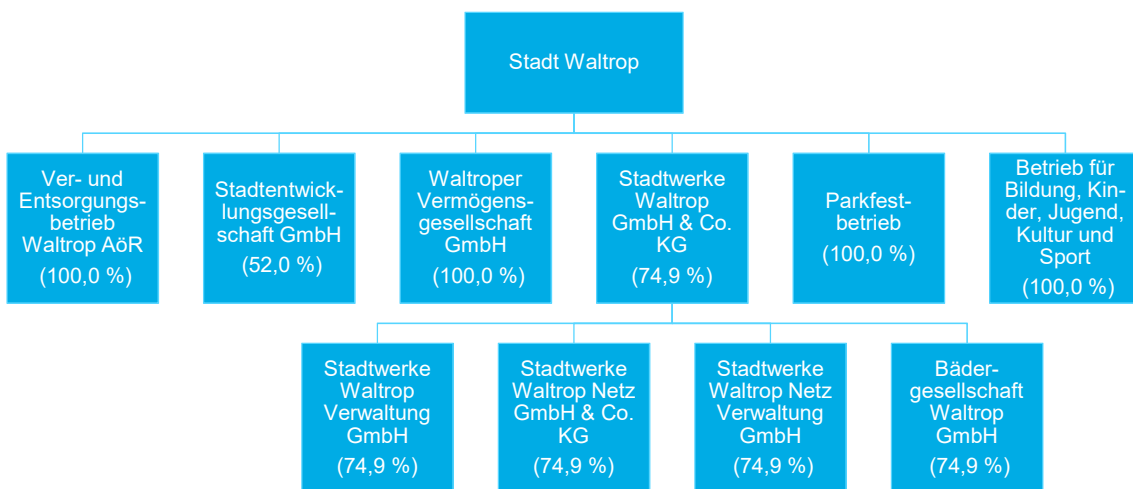 Stadt Waltrop
Ver- und
Entsorgungs-
betrieb
Waltrop AöR
(100,0 %)
Stadtentwick-
lungsgesell-
schaft GmbH
(52,0 %)
Waltroper
Vermögens-
gesellschaft
GmbH
(100,0 %)
Stadtwerke
Waltrop
GmbH & Co.
KG
(74,9 %)
Parkfest-
betrieb
(100,0 %)
Betrieb für
Bildung, Kin-
der, Jugend,
Kultur und
Sport
(100,0 %)
Stadtwerke
Waltrop
Verwaltung
GmbH
(74,9 %)
Stadtwerke
Waltrop Netz
GmbH & Co.
KG
(74,9 %)
Stadtwerke
Waltrop Netz
Verwaltung
GmbH
(74,9 %)
Bäder-
gesellschaft
Waltrop
GmbH
(74,9 %)